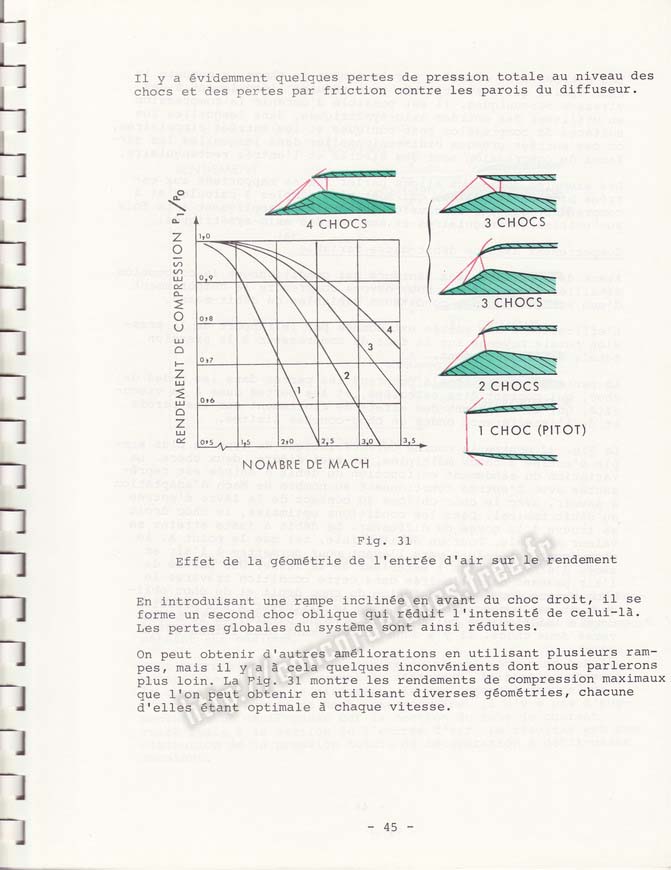 Il y a évidemment quelques pertes de pression totale au niveau des
chocs et des pertes par friction contre les parois du diffuseur.
4 CHOCS
3 CHOCS
3 CHOCS
2 CHOCS
1 CHOC (PITOT)
RENDEMENT DE COMPRESSION P1/P0
1,0
0,9
0,8
0,7
0,6
0,5
1,5
2,0
2,5
3,0
3,5
1
2
3
4
NOMBRE DE MACH
Fig. 31
Effet de la géométrie de l'entrée d'air sur le rendement
En introduisant une rampe inclinée en avant du choc droit, il se
forme un second choc oblique qui réduit l'intensité de celui-là.
Les pertes globales du système sont ainsi réduites.
On peut obtenir d'autres améliorations en utilisant plusieurs ram-
pes, mais il y a à cela quelques inconvénients dont nous parlerons
plus loin. La Fig. 31 montre les rendements de compression maximaux
que l'on peut obtenir en utilisant diverses géométries, chacune
d'elles étant optimale à chaque vitesse.
- 45 -